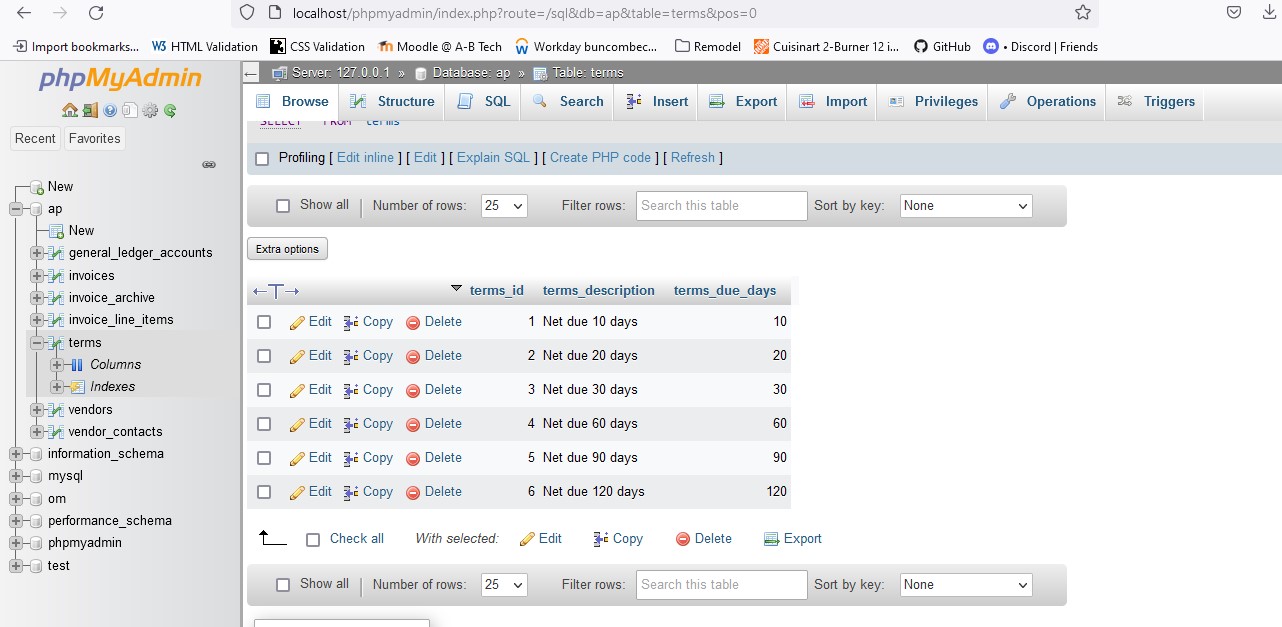 localhost/phpmyadmin/index.php?route=/sql&db=ap&table=terms&pos=0
Import bookmarks... HTML Validation CSS Validation Moodle @ A-B Tech Workday buncombec... Remodel Cuisinart 2-Burner 12 i... GitHub • Discord | Friends
phpMyAdmin
Recent Favorites
New
ap
New
general_ledger_accounts
invoices
invoice_archive
invoice_line_items
terms
Columns
Indexes
vendors
vendor_contacts
information_schema
mysql
om
performance_schema
phpmyadmin
test
Server: 127.0.0.1 » Database: ap » Table: terms
Browse Structure SQL Search Insert Export Import Privileges Operations Triggers
SELECT * FROM `terms`
Profiling [ Edit inline ] [ Edit ] [ Explain SQL ] [ Create PHP code ] [ Refresh ]
Show all | Number of rows: 25 Filter rows: Search this table Sort by key: None
Extra options
←T→ terms_id terms_description terms_due_days
Edit Copy Delete 1 Net due 10 days 10
Edit Copy Delete 2 Net due 20 days 20
Edit Copy Delete 3 Net due 30 days 30
Edit Copy Delete 4 Net due 60 days 60
Edit Copy Delete 5 Net due 90 days 90
Edit Copy Delete 6 Net due 120 days 120
Check all With selected: Edit Copy Delete Export
Show all | Number of rows: 25 Filter rows: Search this table Sort by key: None